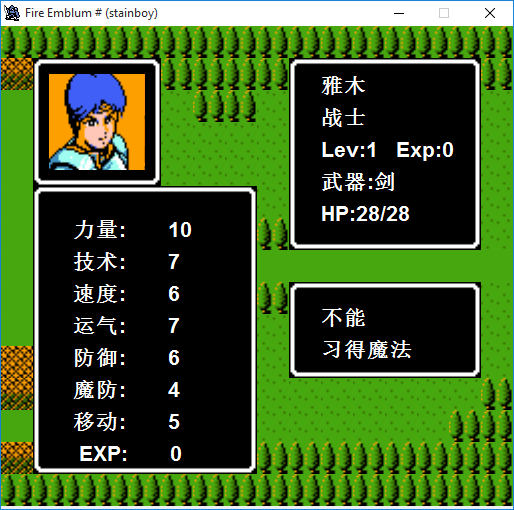 Fire Emblum # (stainboy)
雅木
战士
Lev:1 Exp:0
武器:剑
HP:28/28
力量: 10
技术: 7
速度: 6
运气: 7
防御: 6
魔防: 4
移动: 5
EXP: 0
不能
习得魔法